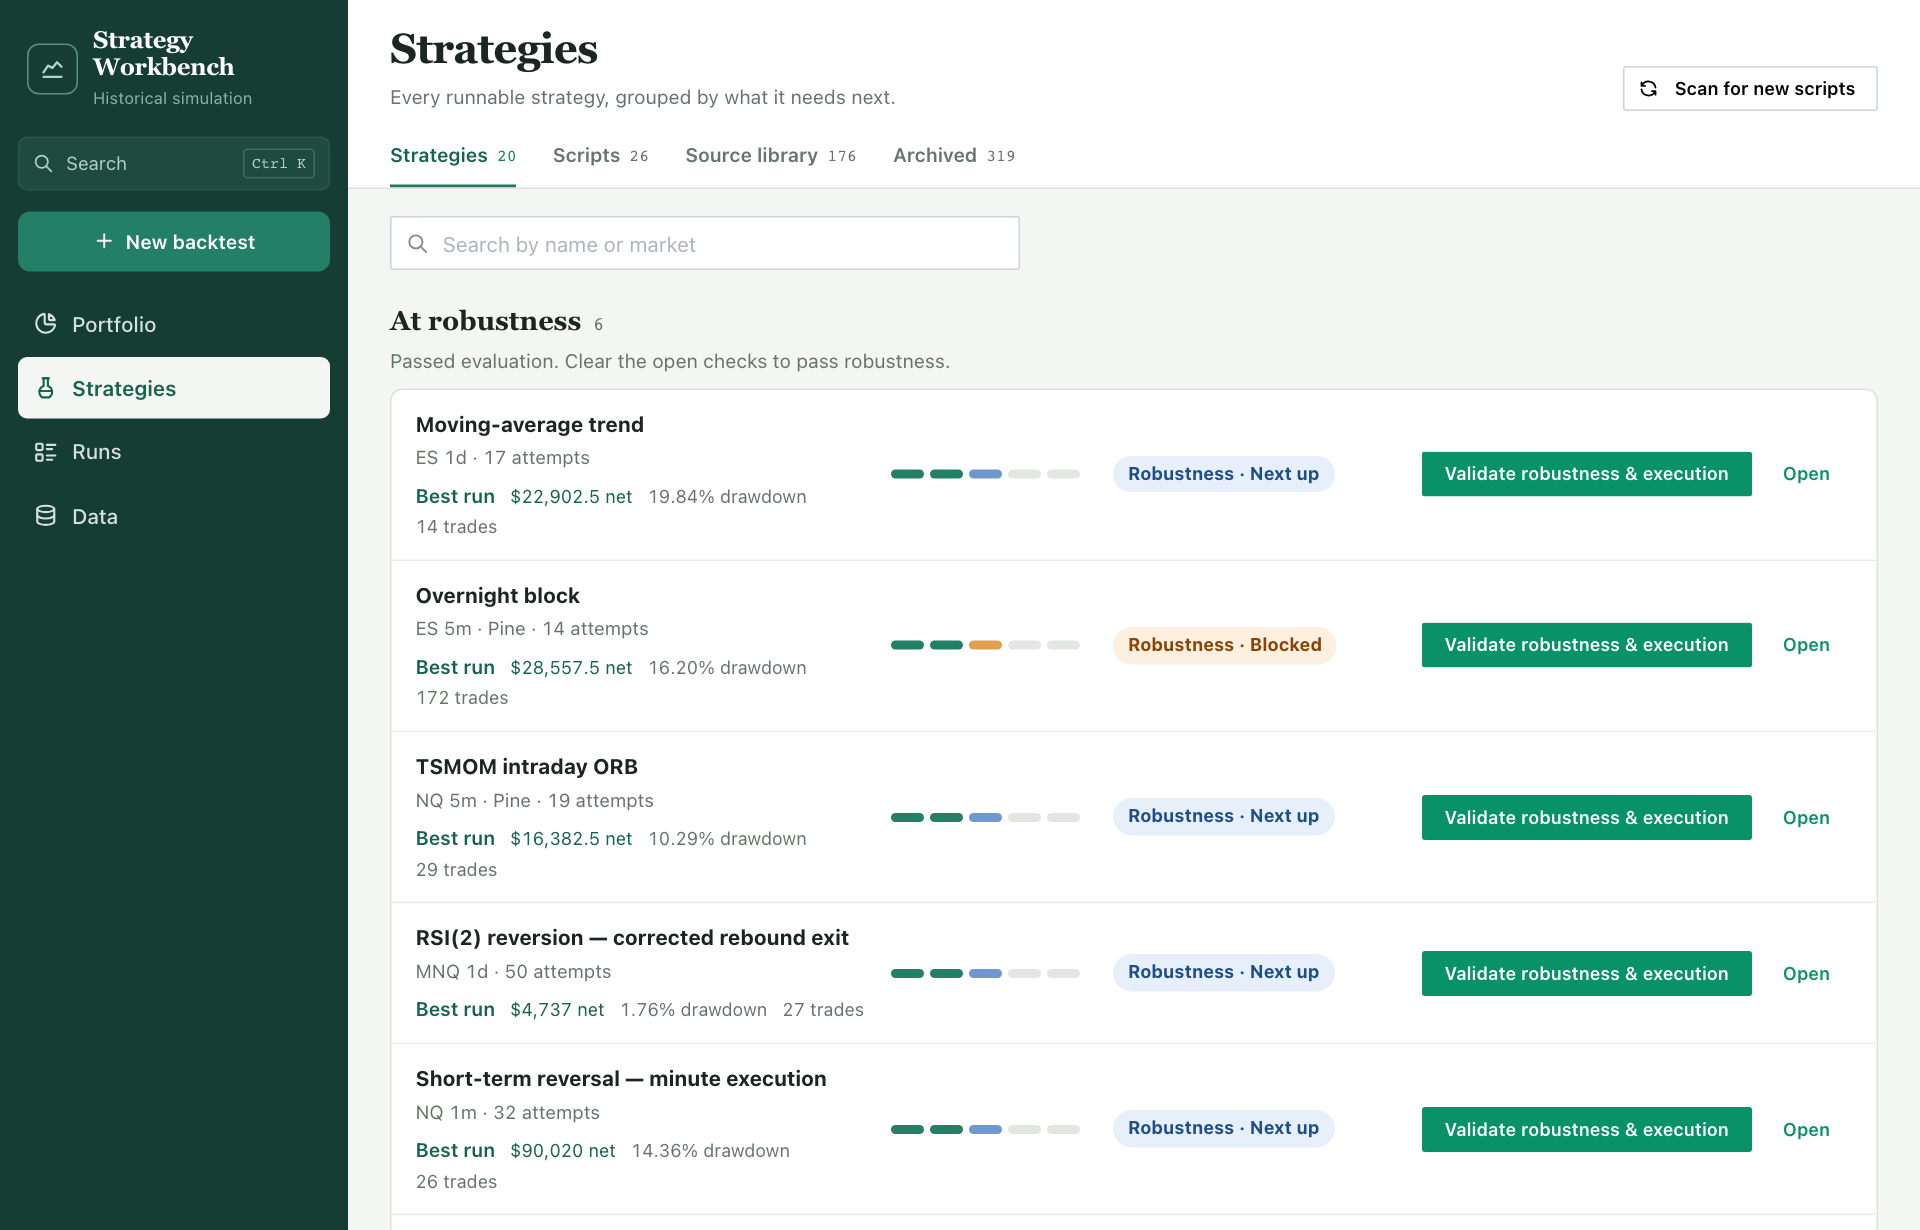 Strategy
Workbench
Historical simulation
Search
Ctrl K
New backtest
Portfolio
Strategies
Runs
Data
Strategies
Every runnable strategy, grouped by what it needs next.
Scan for new scripts
Strategies 20
Scripts 26
Source library 176
Archived 319
Search by name or market
At robustness 6
Passed evaluation. Clear the open checks to pass robustness.
Moving-average trend
ES 1d · 17 attempts
Best run $22,902.5 net 19.84% drawdown
14 trades
Robustness · Next up
Validate robustness & execution
Open
Overnight block
ES 5m · Pine · 14 attempts
Best run $28,557.5 net 16.20% drawdown
172 trades
Robustness · Blocked
Validate robustness & execution
Open
TSMOM intraday ORB
NQ 5m · Pine · 19 attempts
Best run $16,382.5 net 10.29% drawdown
29 trades
Robustness · Next up
Validate robustness & execution
Open
RSI(2) reversion — corrected rebound exit
MNQ 1d · 50 attempts
Best run $4,737 net 1.76% drawdown 27 trades
Robustness · Next up
Validate robustness & execution
Open
Short-term reversal — minute execution
NQ 1m · 32 attempts
Best run $90,020 net 14.36% drawdown
26 trades
Robustness · Next up
Validate robustness & execution
Open